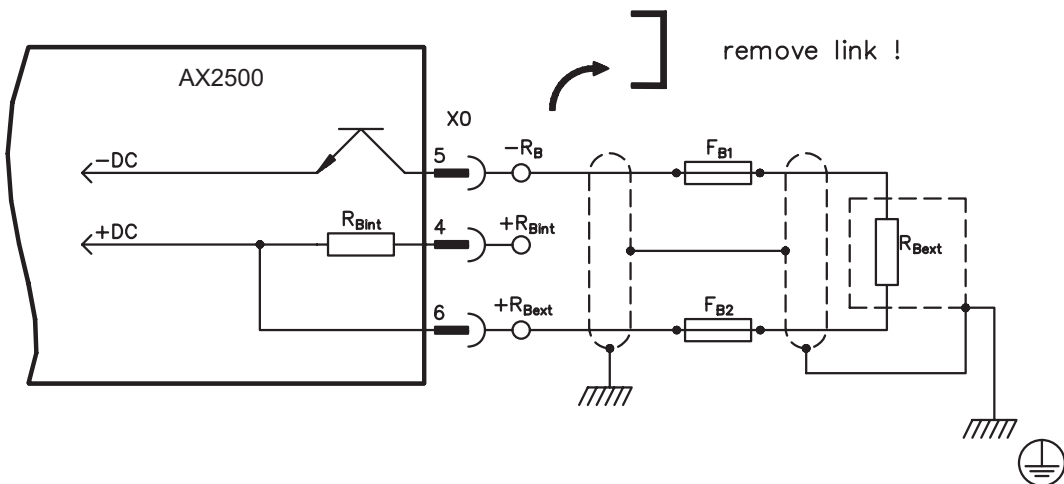 remove link !
AX2500
X0
-DC
5
-RB
FB1
+DC
RBint
4
+RBint
RBext
6
+RBext
FB2